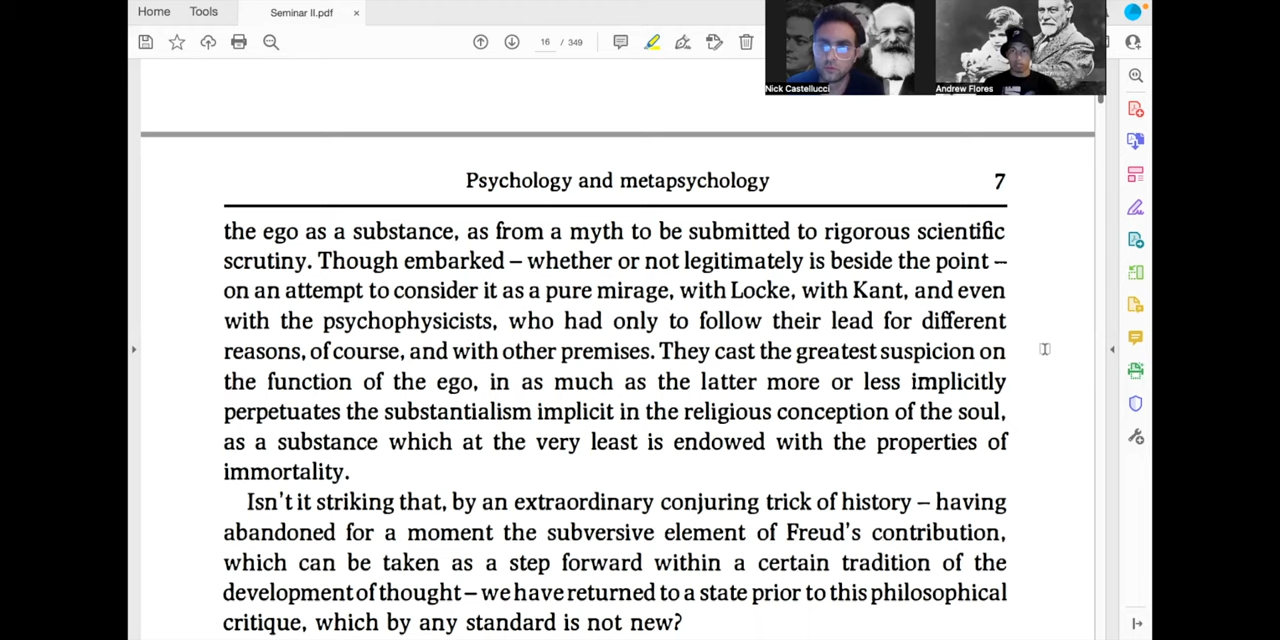 Home Tools Seminar II.pdf ×
16 / 349
Nick Castellucci Andrew Flores
Psychology and metapsychology 7
the ego as a substance, as from a myth to be submitted to rigorous scientific
scrutiny. Though embarked – whether or not legitimately is beside the point –
on an attempt to consider it as a pure mirage, with Locke, with Kant, and even
with the psychophysicists, who had only to follow their lead for different
reasons, of course, and with other premises. They cast the greatest suspicion on
the function of the ego, in as much as the latter more or less implicitly
perpetuates the substantialism implicit in the religious conception of the soul,
as a substance which at the very least is endowed with the properties of
immortality.
Isn't it striking that, by an extraordinary conjuring trick of history – having
abandoned for a moment the subversive element of Freud's contribution,
which can be taken as a step forward within a certain tradition of the
development of thought – we have returned to a state prior to this philosophical
critique, which by any standard is not new?